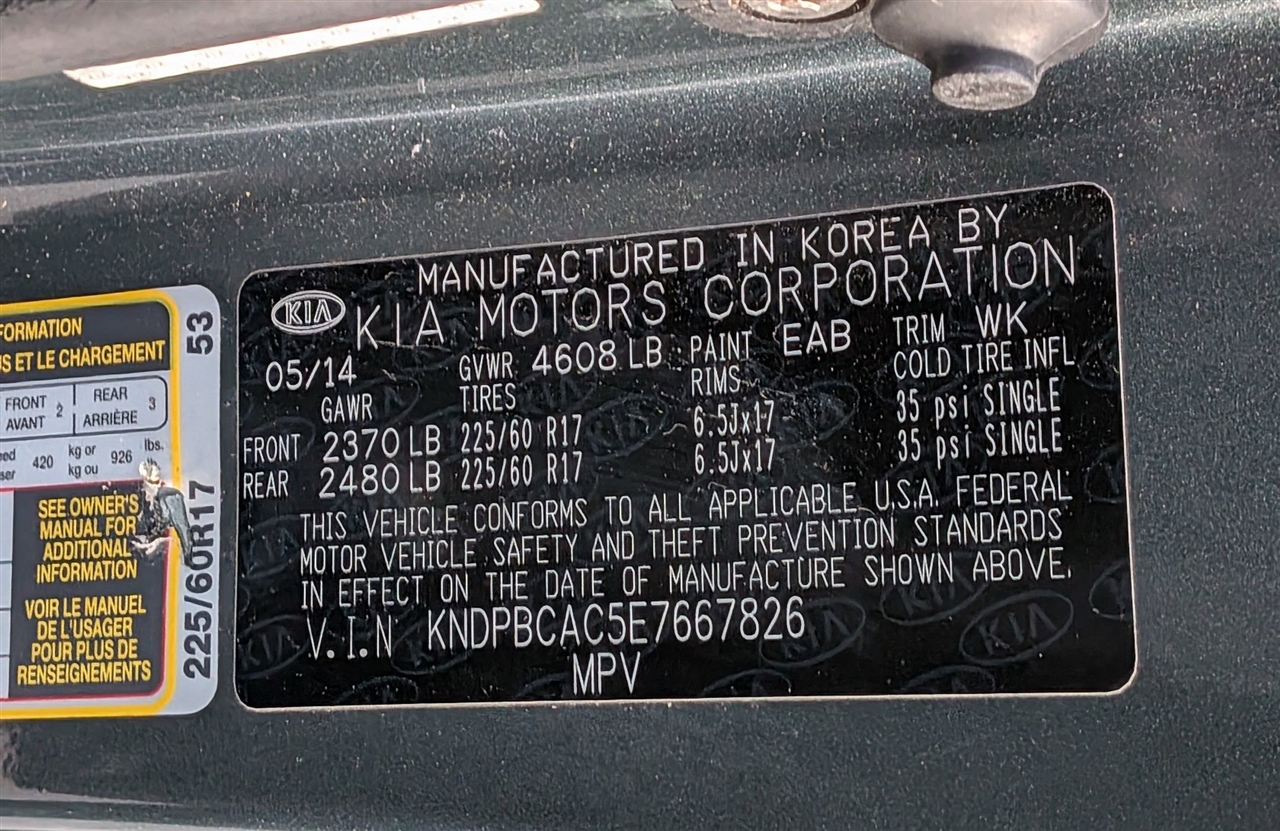 FORMATION
US ET LE CHARGEMENT
FRONT
AVANT 2
REAR
ARRIÈRE 3
420 kg or
kg ou 926 lbs.
SEE OWNER'S
MANUAL FOR
ADDITIONAL
INFORMATION
VOIR LE MANUEL
DE L'USAGER
POUR PLUS DE
RENSEIGNEMENTS
225/60R17 53
MANUFACTURED IN KOREA BY
KIA KIA MOTORS CORPORATION
05/14 GVWR 4608 LB PAINT EAB TRIM WK
GAWR TIRES RIMS COLD TIRE INFL
FRONT 2370 LB 225/60 R17 6.5Jx17 35 psi SINGLE
REAR 2480 LB 225/60 R17 6.5Jx17 35 psi SINGLE
THIS VEHICLE CONFORMS TO ALL APPLICABLE U.S.A. FEDERAL
MOTOR VEHICLE SAFETY AND THEFT PREVENTION STANDARDS
IN EFFECT ON THE DATE OF MANUFACTURE SHOWN ABOVE.
V.I.N KNDPBCAC5E7667826
MPV